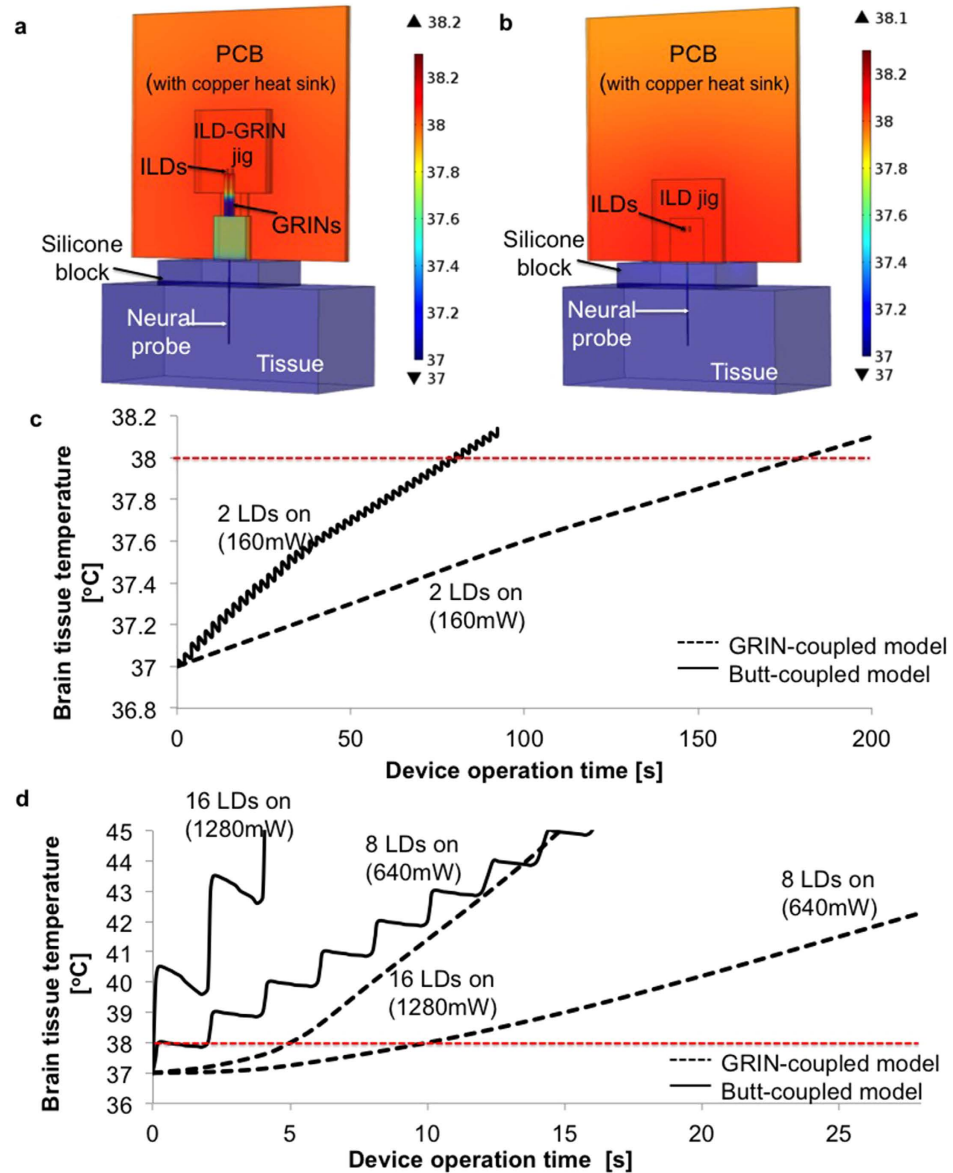 a
▲ 38.2
PCB
(with copper heat sink)
ILD-GRIN
jig
ILDs
GRINs
Silicone
block
Neural
probe
Tissue
38.2
38
37.8
37.6
37.4
37.2
37
▼ 37
b
▲ 38.1
PCB
(with copper heat sink)
ILD jig
ILDs
Silicone
block
Neural
probe
Tissue
38.2
38
37.8
37.6
37.4
37.2
37
▼ 37
c
Brain tissue temperature
[ºC]
38.2
38
37.8
37.6
37.4
37.2
37
36.8
2 LDs on
(160mW)
2 LDs on
(160mW)
GRIN-coupled model
Butt-coupled model
0 50 100 150 200
Device operation time [s]
d
Brain tissue temperature
[ºC]
45
44
43
42
41
40
39
38
37
36
16 LDs on
(1280mW)
8 LDs on
(640mW)
8 LDs on
(640mW)
16 LDs on
(1280mW)
GRIN-coupled model
Butt-coupled model
0 5 10 15 20 25
Device operation time [s]